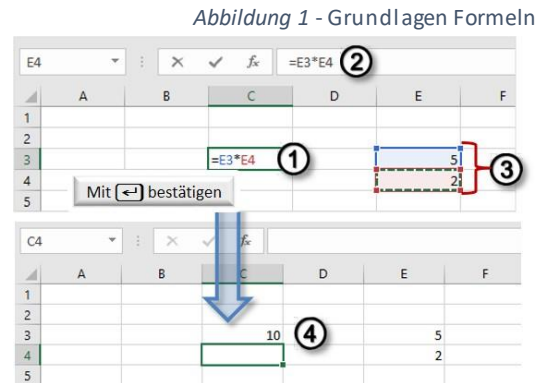 Abbildung 1 - Grundlagen Formeln
E4 fx =E3*E4 2
A B C D E F
1
2
3 =E3*E4 1 5 3
4 2
Mit bestätigen
5
C4 fx
A B C D E F
1
2
3 10 4 5
4 2
5